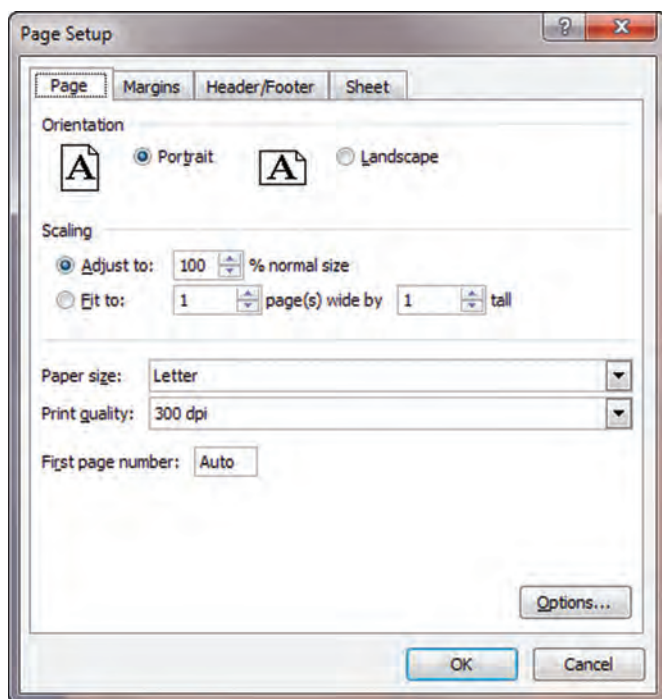 Page Setup
Page Margins Header/Footer Sheet
Orientation
A Portrait A Landscape
Scaling
Adjust to: 100 % normal size
Fit to: 1 page(s) wide by 1 tall
Paper size: Letter
Print quality: 300 dpi
First page number: Auto
Options...
OK Cancel